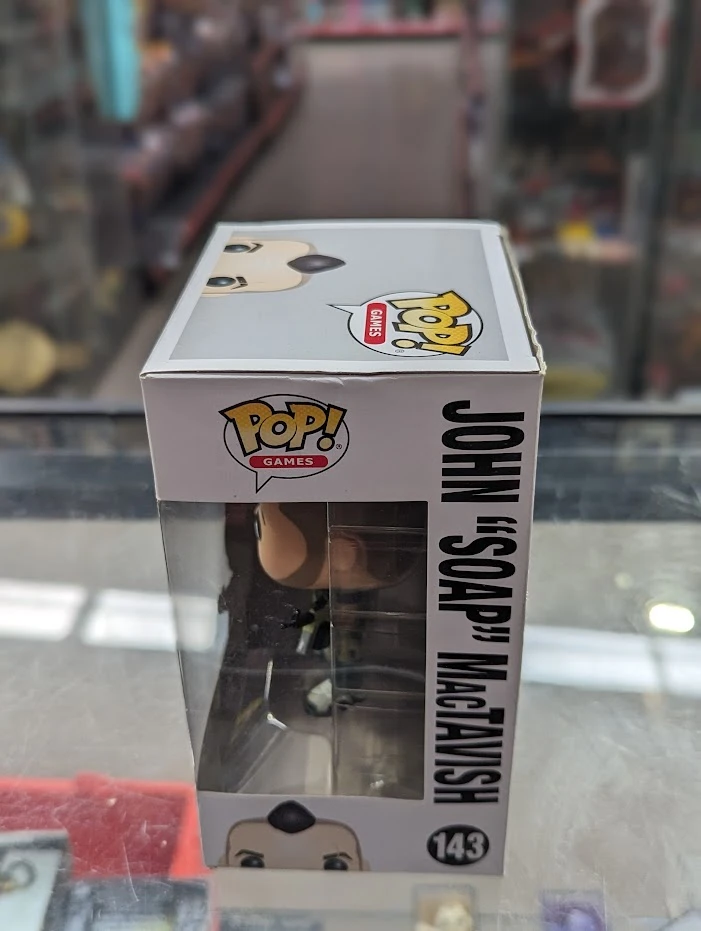 POP!
GAMES
POP!
GAMES
JOHN “SOAP” MACTAVISH
143